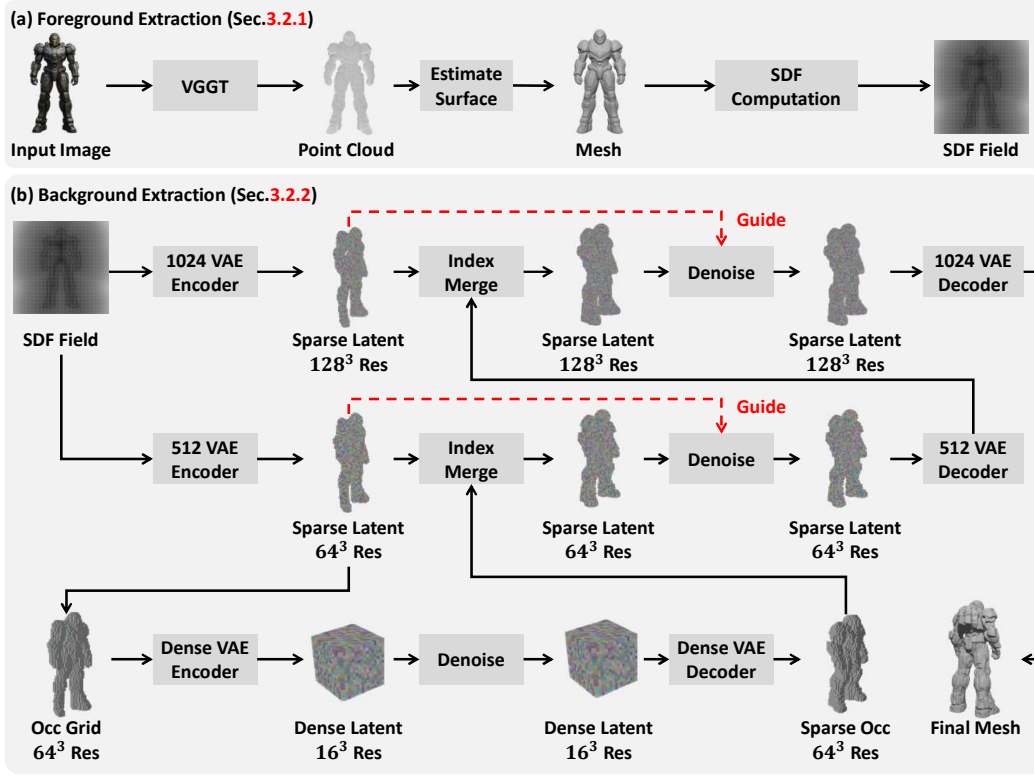 (a) Foreground Extraction (Sec.3.2.1)
VGGT
Estimate
Surface
SDF
Computation
Input Image
Point Cloud
Mesh
SDF Field
(b) Background Extraction (Sec.3.2.2)
Guide
1024 VAE
Encoder
Index
Merge
Denoise
1024 VAE
Decoder
SDF Field
Sparse Latent
128³ Res
Sparse Latent
128³ Res
Sparse Latent
128³ Res
Guide
512 VAE
Encoder
Index
Merge
Denoise
512 VAE
Decoder
Sparse Latent
64³ Res
Sparse Latent
64³ Res
Sparse Latent
64³ Res
Dense VAE
Encoder
Denoise
Dense VAE
Decoder
Occ Grid
64³ Res
Dense Latent
16³ Res
Dense Latent
16³ Res
Sparse Occ
64³ Res
Final Mesh